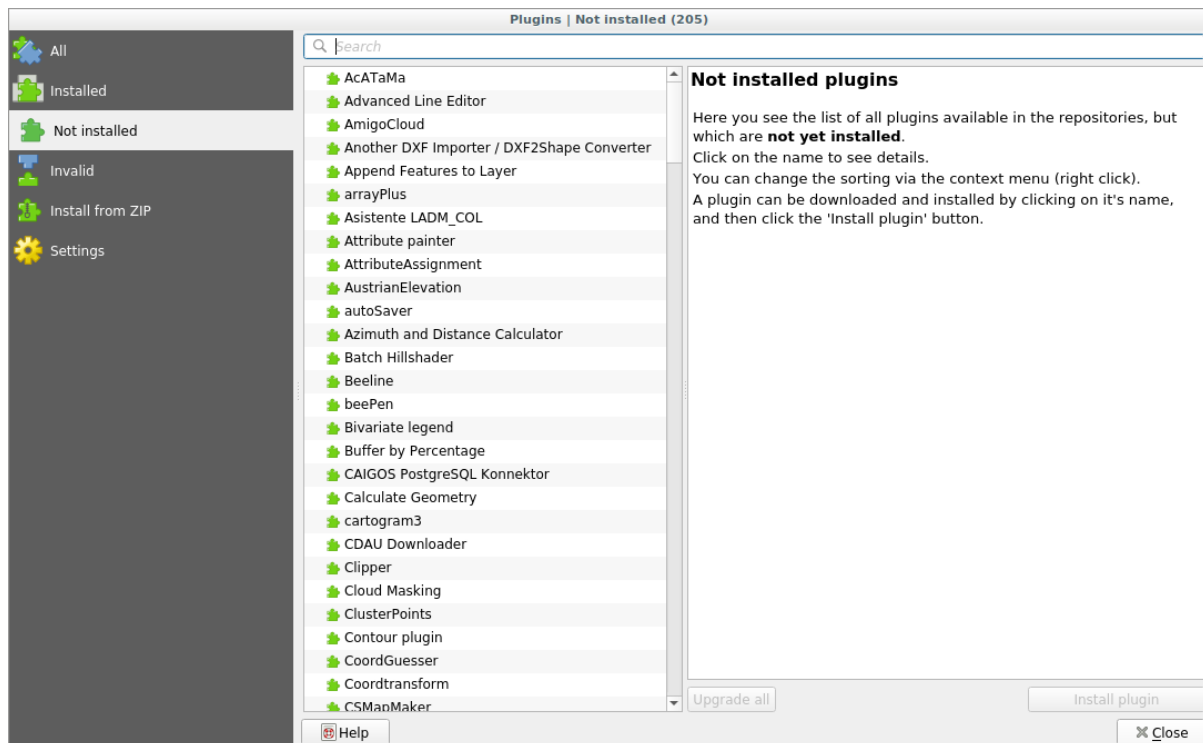 Plugins | Not installed (205)
All
Installed
Not installed
Invalid
Install from ZIP
Settings
Search
AcATaMa
Advanced Line Editor
AmigoCloud
Another DXF Importer / DXF2Shape Converter
Append Features to Layer
arrayPlus
Asistente LADM_COL
Attribute painter
AttributeAssignment
AustrianElevation
autoSaver
Azimuth and Distance Calculator
Batch Hillshader
Beeline
beePen
Bivariate legend
Buffer by Percentage
CAIGOS PostgreSQL Konnektor
Calculate Geometry
cartogram3
CDAU Downloader
Clipper
Cloud Masking
ClusterPoints
Contour plugin
CoordGuesser
Coordtransform
CSMapMaker
Not installed plugins
Here you see the list of all plugins available in the repositories, but
which are not yet installed.
Click on the name to see details.
You can change the sorting via the context menu (right click).
A plugin can be downloaded and installed by clicking on it's name,
and then click the 'Install plugin' button.
Upgrade all
Install plugin
Help
Close